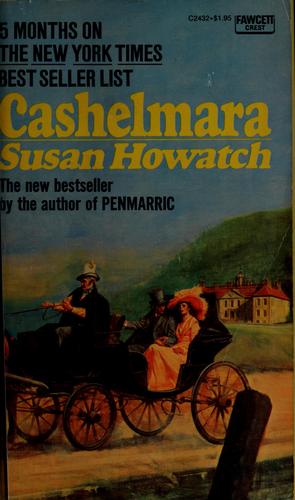 5 MONTHS ON
THE NEW YORK TIMES
BEST SELLER LIST
C2432•$1.95
FAWCETT
CREST
Cashelmara
Susan Howatch
The new bestseller
by the author of PENMARRIC